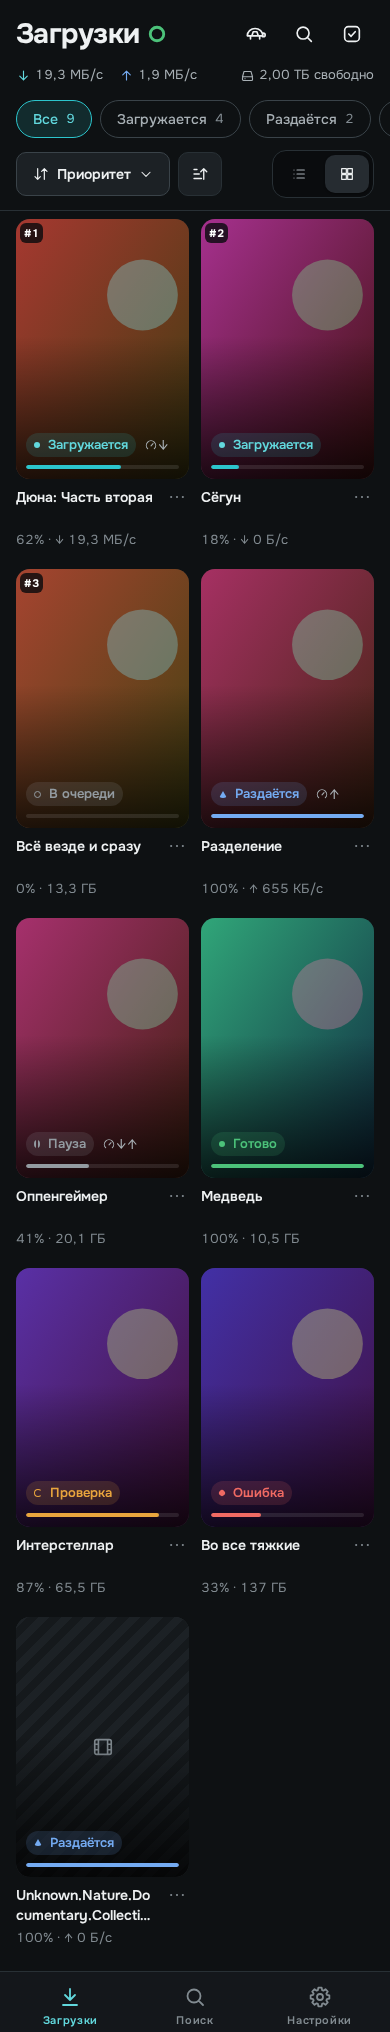 Загрузки
19,3 МБ/с 1,9 МБ/с 2,00 ТБ свободно
Все 9 Загружается 4 Раздаётся 2
Приоритет
#1 #2
Загружается Загружается
Дюна: Часть вторая ··· Сёгун ···
62% · ↓ 19,3 МБ/с 18% · ↓ 0 Б/с
#3
В очереди Раздаётся
Всё везде и сразу ··· Разделение ···
0% · 13,3 ГБ 100% · ↑ 655 КБ/с
Пауза Готово
Оппенгеймер ··· Медведь ···
41% · 20,1 ГБ 100% · 10,5 ГБ
Проверка Ошибка
Интерстеллар ··· Во все тяжкие ···
87% · 65,5 ГБ 33% · 137 ГБ
Раздаётся
Unknown.Nature.Do ···
cumentary.Collecti...
100% · ↑ 0 Б/с
Загрузки Поиск Настройки